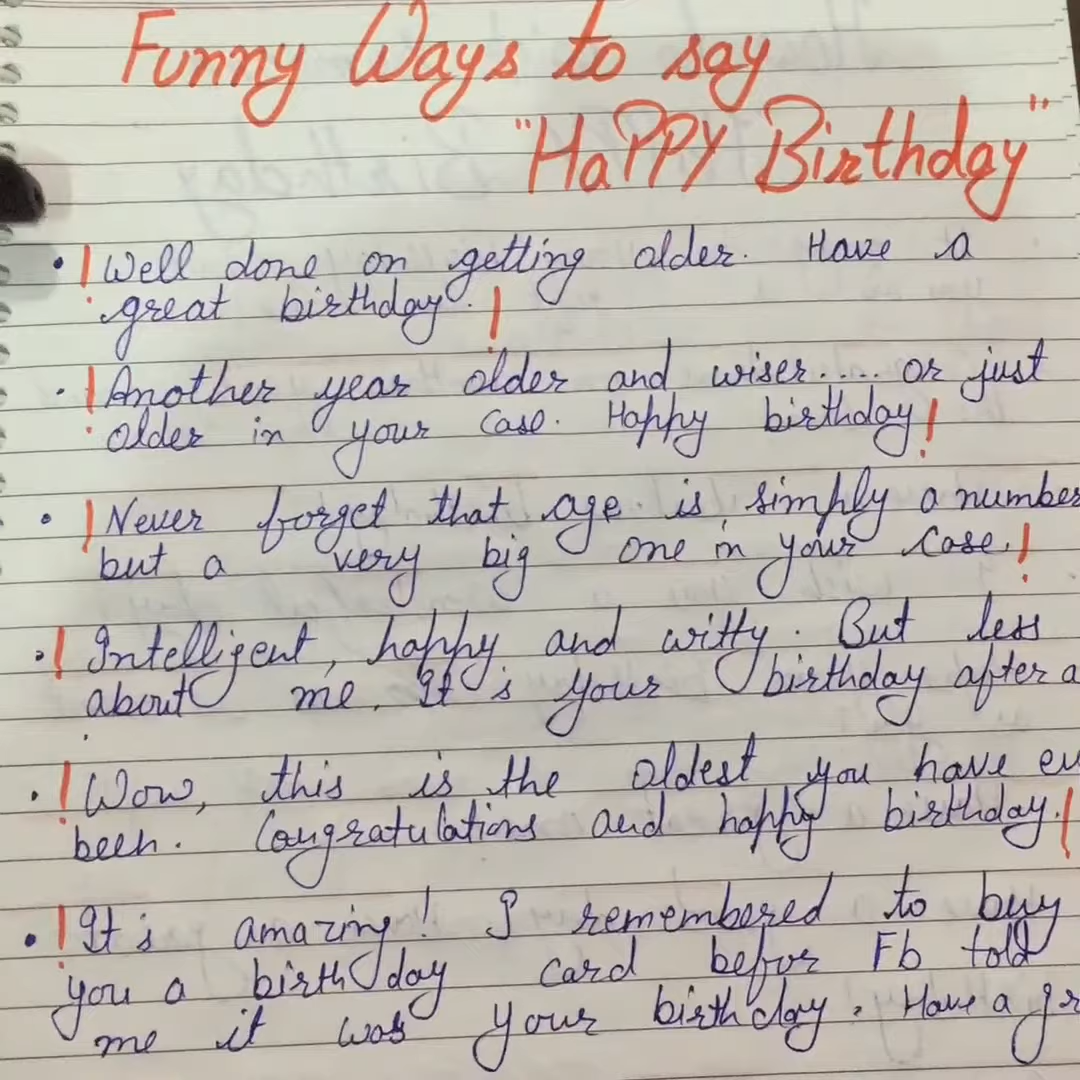 Funny Ways to say
"HaPPY Birthday"
• ! Well done on getting older. Have a
great birthday. !
• ! Another year older and wiser.... or just
older in your case. Happy birthday !
• ! Never forget that age is simply a number
but a very big one in your case. !
• ! Intelligent, happy and witty. But less
about me. It's your birthday after a
• ! Wow, this is the oldest you have ev
been. Congratulations and happy birthday. !
• ! It's amazing! I remembered to buy
you a birthday card befor Fb told
me it was your birthday. Have a gr